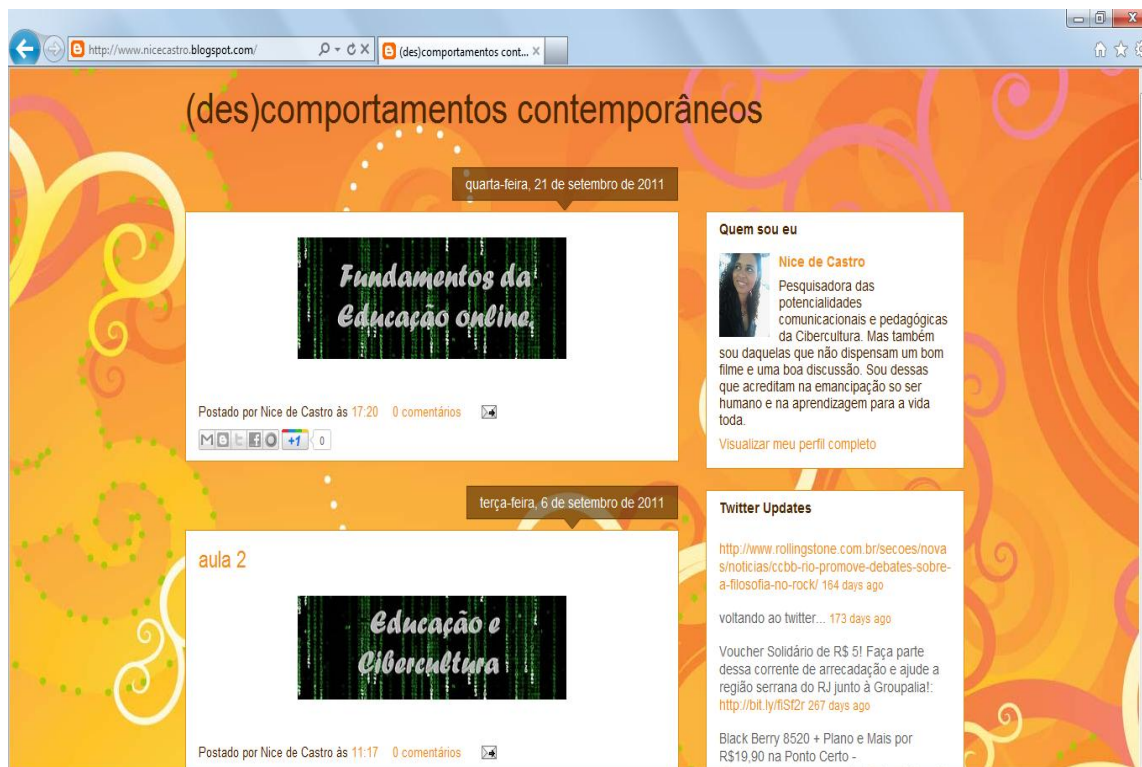 http://www.nicecastro.blogspot.com/
(des)comportamentos cont...
(des)comportamentos contemporâneos
quarta-feira, 21 de setembro de 2011
Fundamentos da
Educação online.
Postado por Nice de Castro às 17:20 0 comentários
+1 0
terça-feira, 6 de setembro de 2011
aula 2
Educação e
Cibercultura
Postado por Nice de Castro às 11:17 0 comentários
Quem sou eu
Nice de Castro
Pesquisadora das
potencialidades
comunicacionais e pedagógicas
da Cibercultura. Mas também
sou daquelas que não dispensam um bom
filme e uma boa discussão. Sou dessas
que acreditam na emancipação so ser
humano e na aprendizagem para a vida
toda.
Visualizar meu perfil completo
Twitter Updates
http://www.rollingstone.com.br/secoes/nova
s/noticias/ccbb-rio-promove-debates-sobre-
a-filosofia-no-rock/ 164 days ago
voltando ao twitter... 173 days ago
Voucher Solidário de R$ 5! Faça parte
dessa corrente de arrecadação e ajude a
região serrana do RJ junto à Groupalia!:
http://bit.ly/fiSf2r 267 days ago
Black Berry 8520 + Plano e Mais por
R$19,90 na Ponto Certo -